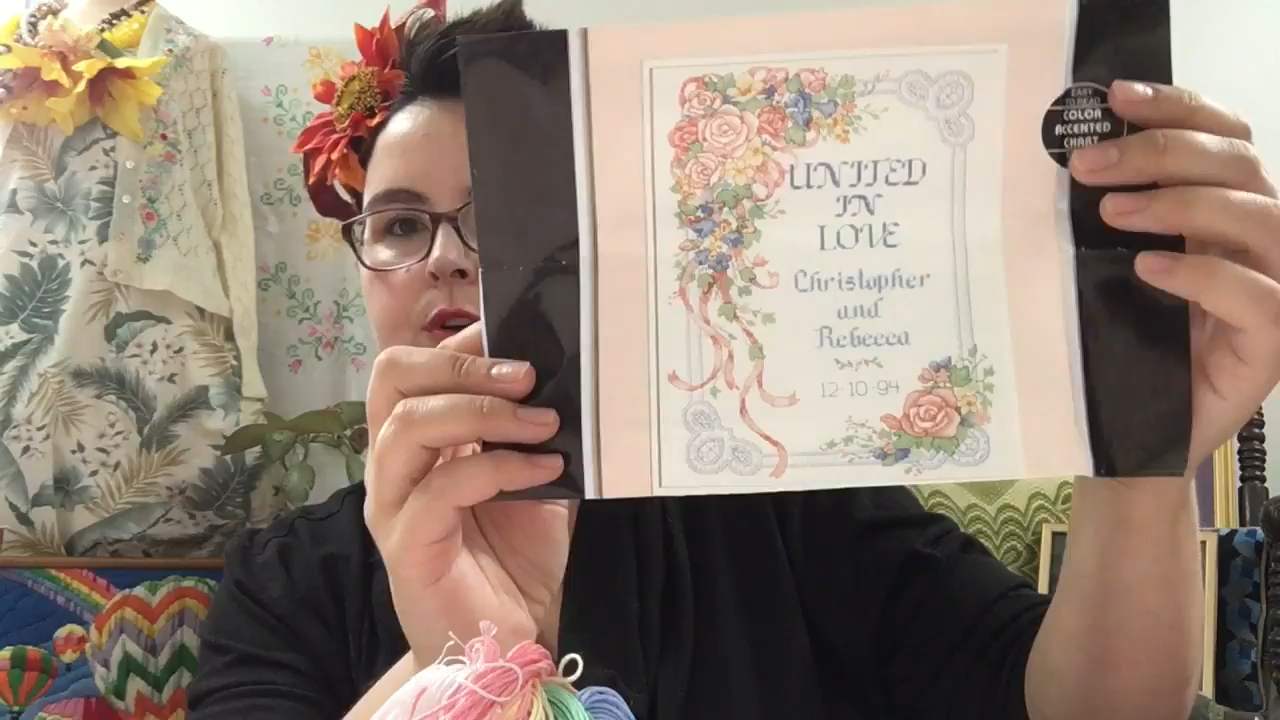 UNITED
IN
LOVE
Christopher
and
Rebecca
12-10-94
EASY
TO READ
COLOR
ACCENTED
CHART